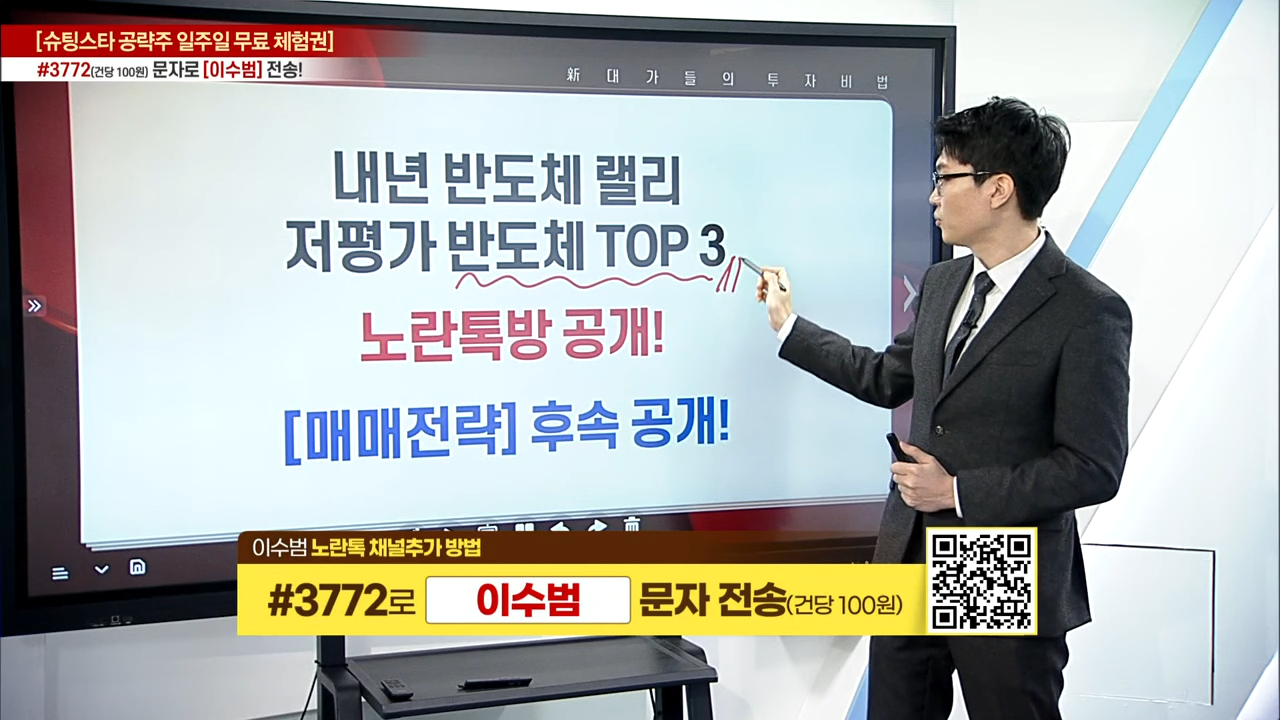 [슈팅스타 공략주 일주일 무료 체험권]
#3772(건당 100원) 문자로 [이수범] 전송!
新 대 가 들 의 투 자 비 법
내년 반도체 랠리
저평가 반도체 TOP 3
노란톡방 공개!
[매매전략] 후속 공개!
이수범 노란톡 채널추가 방법
#3772로 이수범 문자 전송(건당 100원)